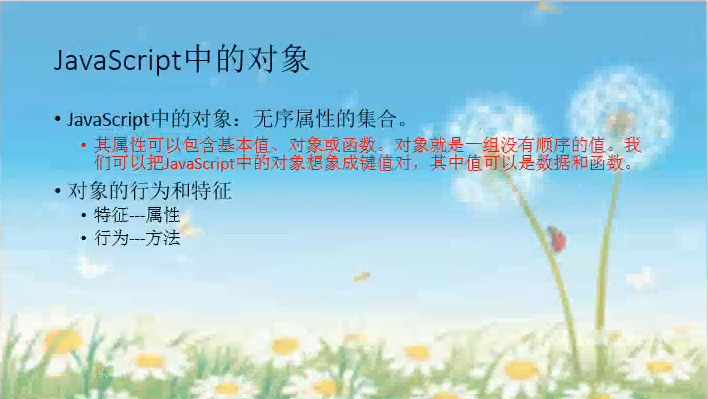 JavaScript中的对象
• JavaScript中的对象：无序属性的集合。
• 其属性可以包含基本值、对象或函数。对象就是一组没有顺序的值。我
们可以把JavaScript中的对象想象成键值对，其中值可以是数据和函数。
• 对象的行为和特征
• 特征---属性
• 行为---方法